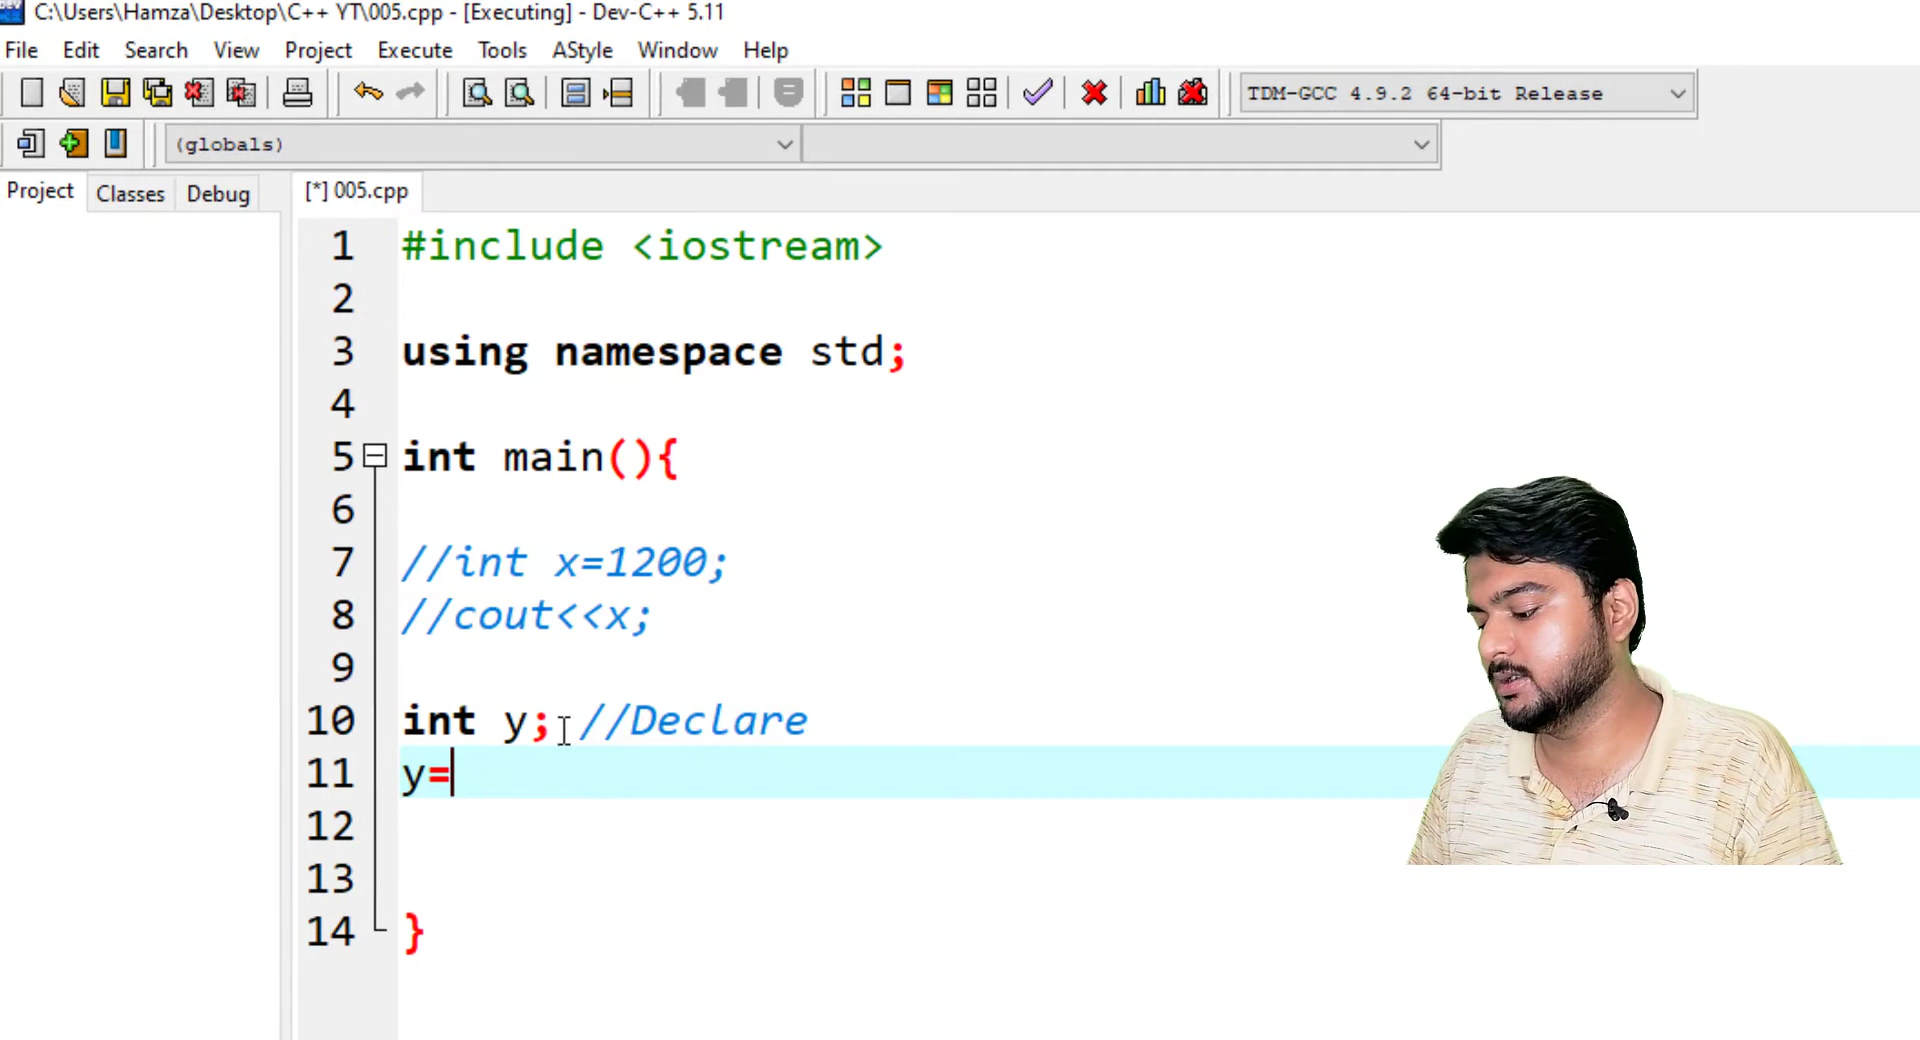 C:\Users\Hamza\Desktop\C++ YT\005.cpp - [Executing] - Dev-C++ 5.11
File Edit Search View Project Execute Tools AStyle Window Help
TDM-GCC 4.9.2 64-bit Release
(globals)
Project Classes Debug [*] 005.cpp
1 #include <iostream>
2
3 using namespace std;
4
5 int main(){
6
7 //int x=1200;
8 //cout<<x;
9
10 int y; //Declare
11 y=
12
13
14 }